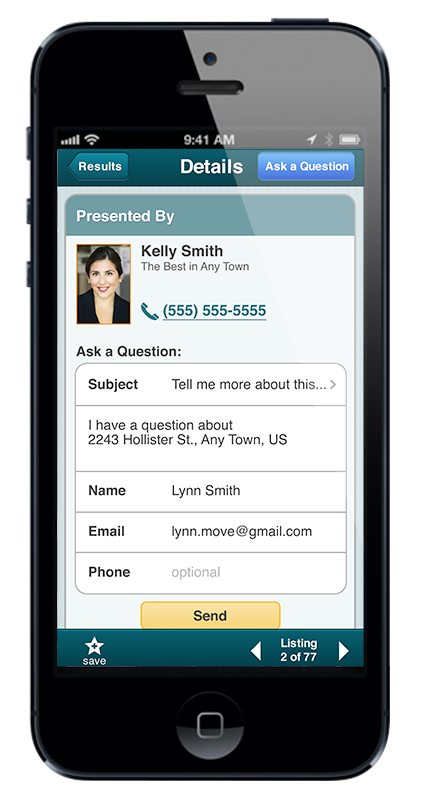 9:41 AM
Results
Details
Ask a Question
Presented By
Kelly Smith
The Best in Any Town
(555) 555-5555
Ask a Question:
Subject Tell me more about this...
I have a question about
2243 Hollister St., Any Town, US
Name Lynn Smith
Email lynn.move@gmail.com
Phone optional
Send
save
Listing
2 of 77